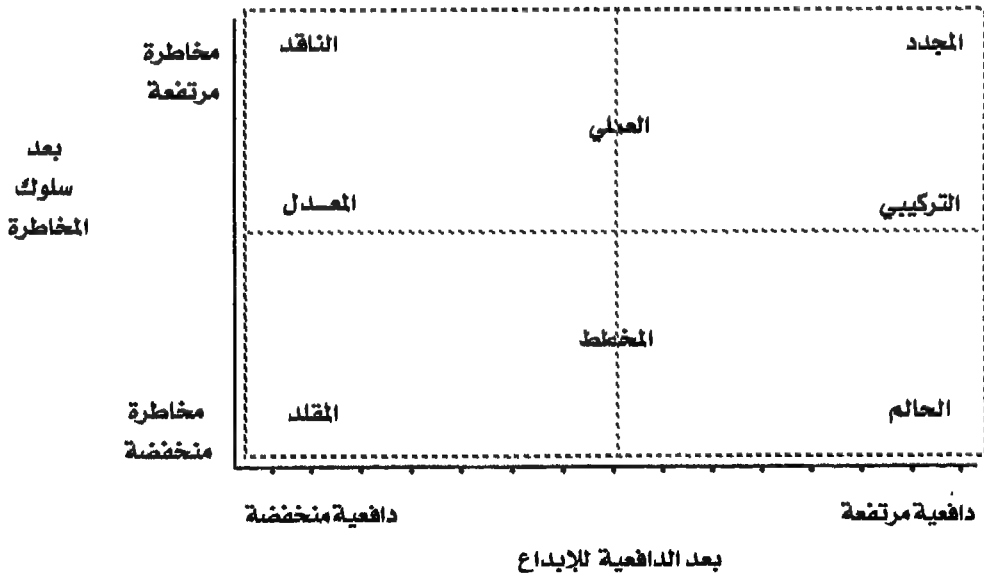 المجدد
الناقد
مخاطرة
مرتفعة
العملي
بعد
سلوك
المخاطرة
التركيبي
المعدل
المخطط
الحالم
المقلد
مخاطرة
منخفضة
دافعية مرتفعة
دافعية منخفضة
بعد الدافعية للإبداع